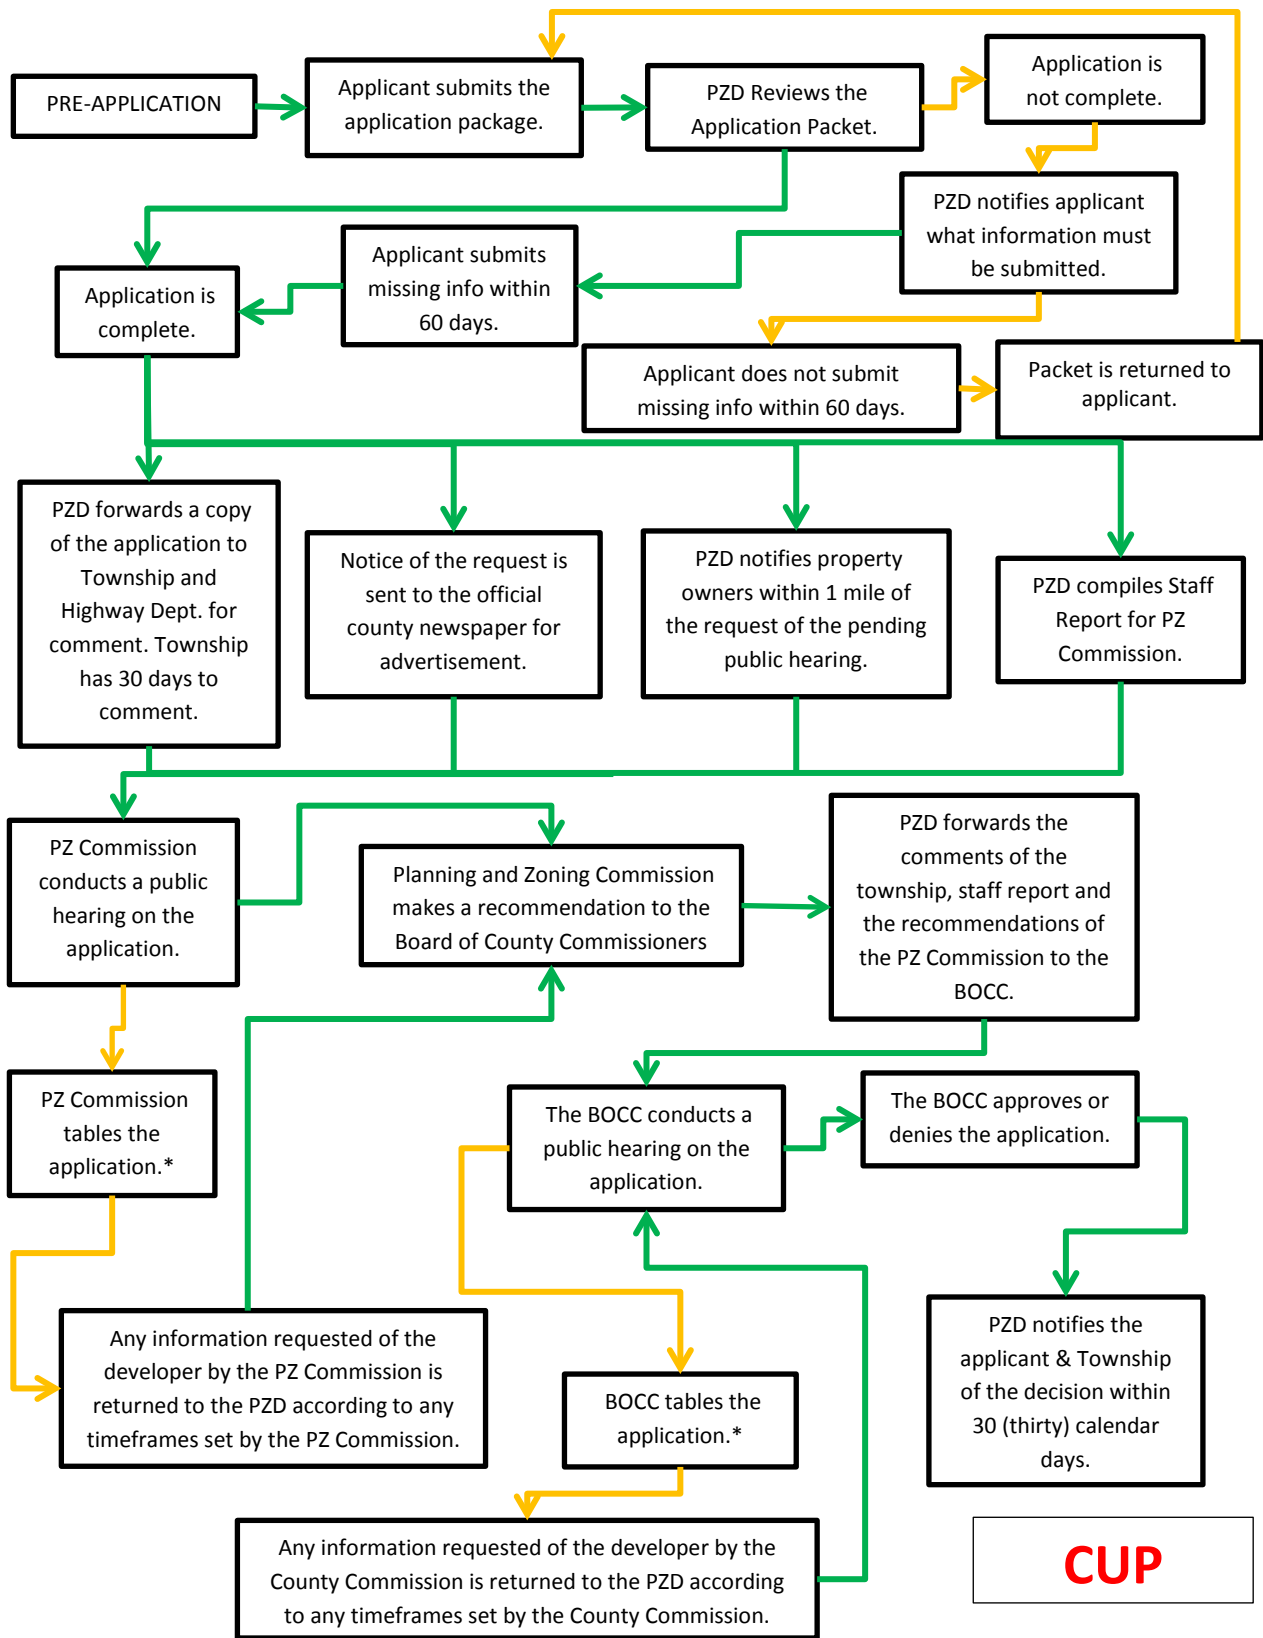 PRE-APPLICATION
Applicant submits the
application package.
PZD Reviews the
Application Packet.
Application is
not complete.
PZD notifies applicant
what information must
be submitted.
Applicant submits
missing info within
60 days.
Application is
complete.
Applicant does not submit
missing info within 60 days.
Packet is returned to
applicant.
PZD forwards a copy
of the application to
Township and
Highway Dept. for
comment. Township
has 30 days to
comment.
Notice of the request is
sent to the official
county newspaper for
advertisement.
PZD notifies property
owners within 1 mile of
the request of the pending
public hearing.
PZD compiles Staff
Report for PZ
Commission.
PZ Commission
conducts a public
hearing on the
application.
Planning and Zoning Commission
makes a recommendation to the
Board of County Commissioners
PZD forwards the
comments of the
township, staff report and
the recommendations of
the PZ Commission to the
BOCC.
PZ Commission
tables the
application.*
The BOCC conducts a
public hearing on the
application.
The BOCC approves or
denies the application.
Any information requested of the
developer by the PZ Commission is
returned to the PZD according to any
timeframes set by the PZ Commission.
BOCC tables the
application.*
PZD notifies the
applicant & Township
of the decision within
30 (thirty) calendar
days.
Any information requested of the developer by the
County Commission is returned to the PZD according
to any timeframes set by the County Commission.
CUP